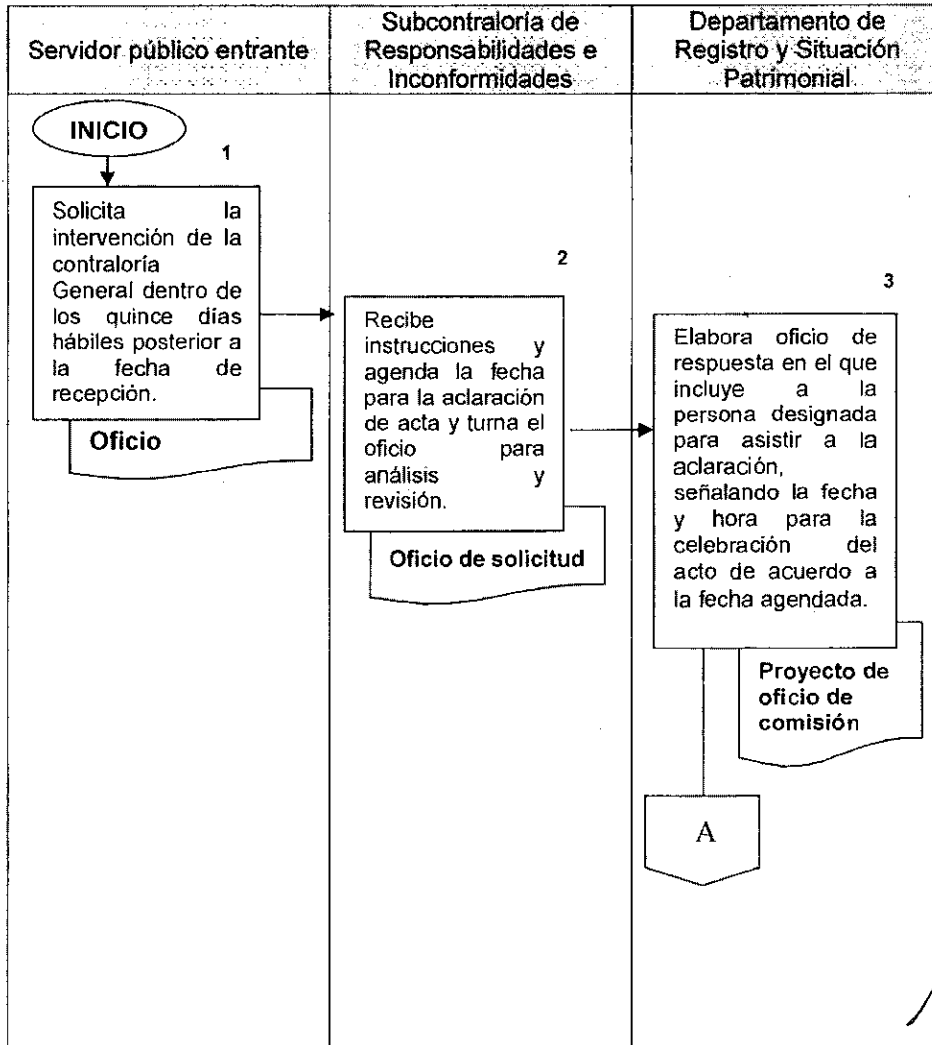 Servidor público entrante
Subcontraloría de
Responsabilidades e
Inconformidades
Departamento de
Registro y Situación
Patrimonial
INICIO
1
Solicita la
intervención de la
contraloría
General dentro de
los quince días
hábiles posterior a
la fecha de
recepción.
Oficio
2
Recibe
instrucciones y
agenda la fecha
para la aclaración
de acta y turna el
oficio para
análisis y
revisión.
Oficio de solicitud
3
Elabora oficio de
respuesta en el que
incluye a la
persona designada
para asistir a la
aclaración,
señalando la fecha
y hora para la
celebración del
acto de acuerdo a
la fecha agendada.
Proyecto de
oficio de
comisión
A